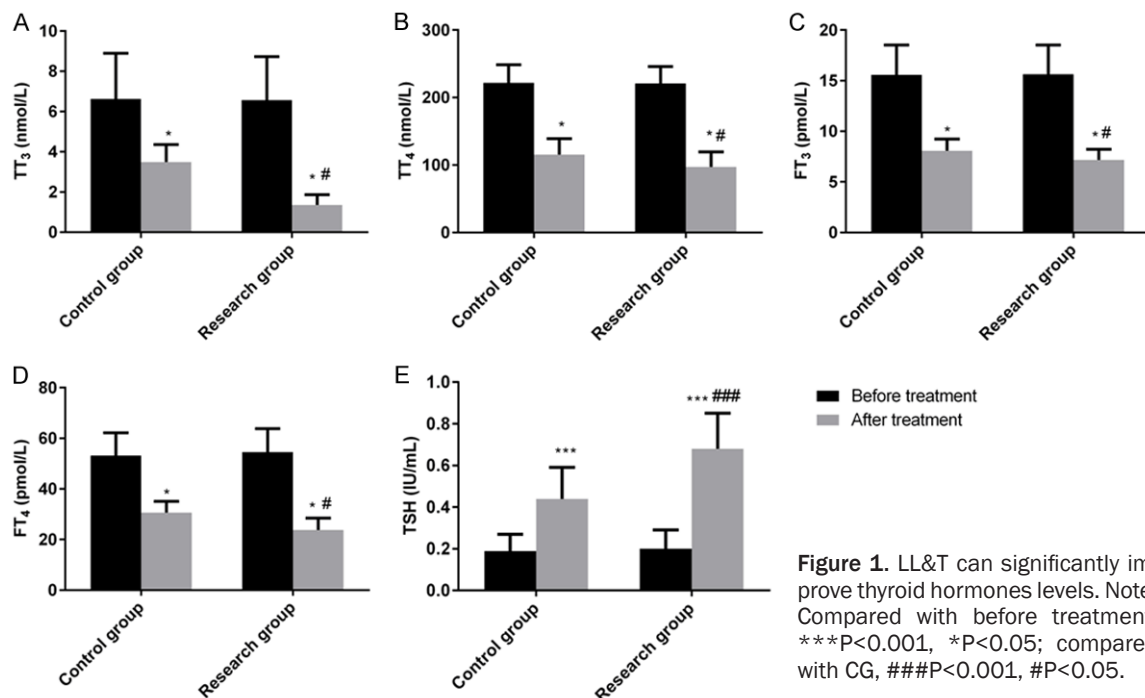 A
TT₃ (nmol/L)
10
8
6
4
2
0
* 
* #
Control group
Research group
B
TT₄ (nmol/L)
300
200
100
0
*
* #
Control group
Research group
C
FT₃ (pmol/L)
20
15
10
5
0
*
* #
Control group
Research group
D
FT₄ (pmol/L)
80
60
40
20
0
*
* #
Control group
Research group
E
TSH (IU/mL)
1.0
0.8
0.6
0.4
0.2
0.0
***
*** ###
Control group
Research group
Before treatment
After treatment
Figure 1. LL&T can significantly im
prove thyroid hormones levels. Note
Compared with before treatment
***P<0.001, *P<0.05; compare
with CG, ###P<0.001, #P<0.05.